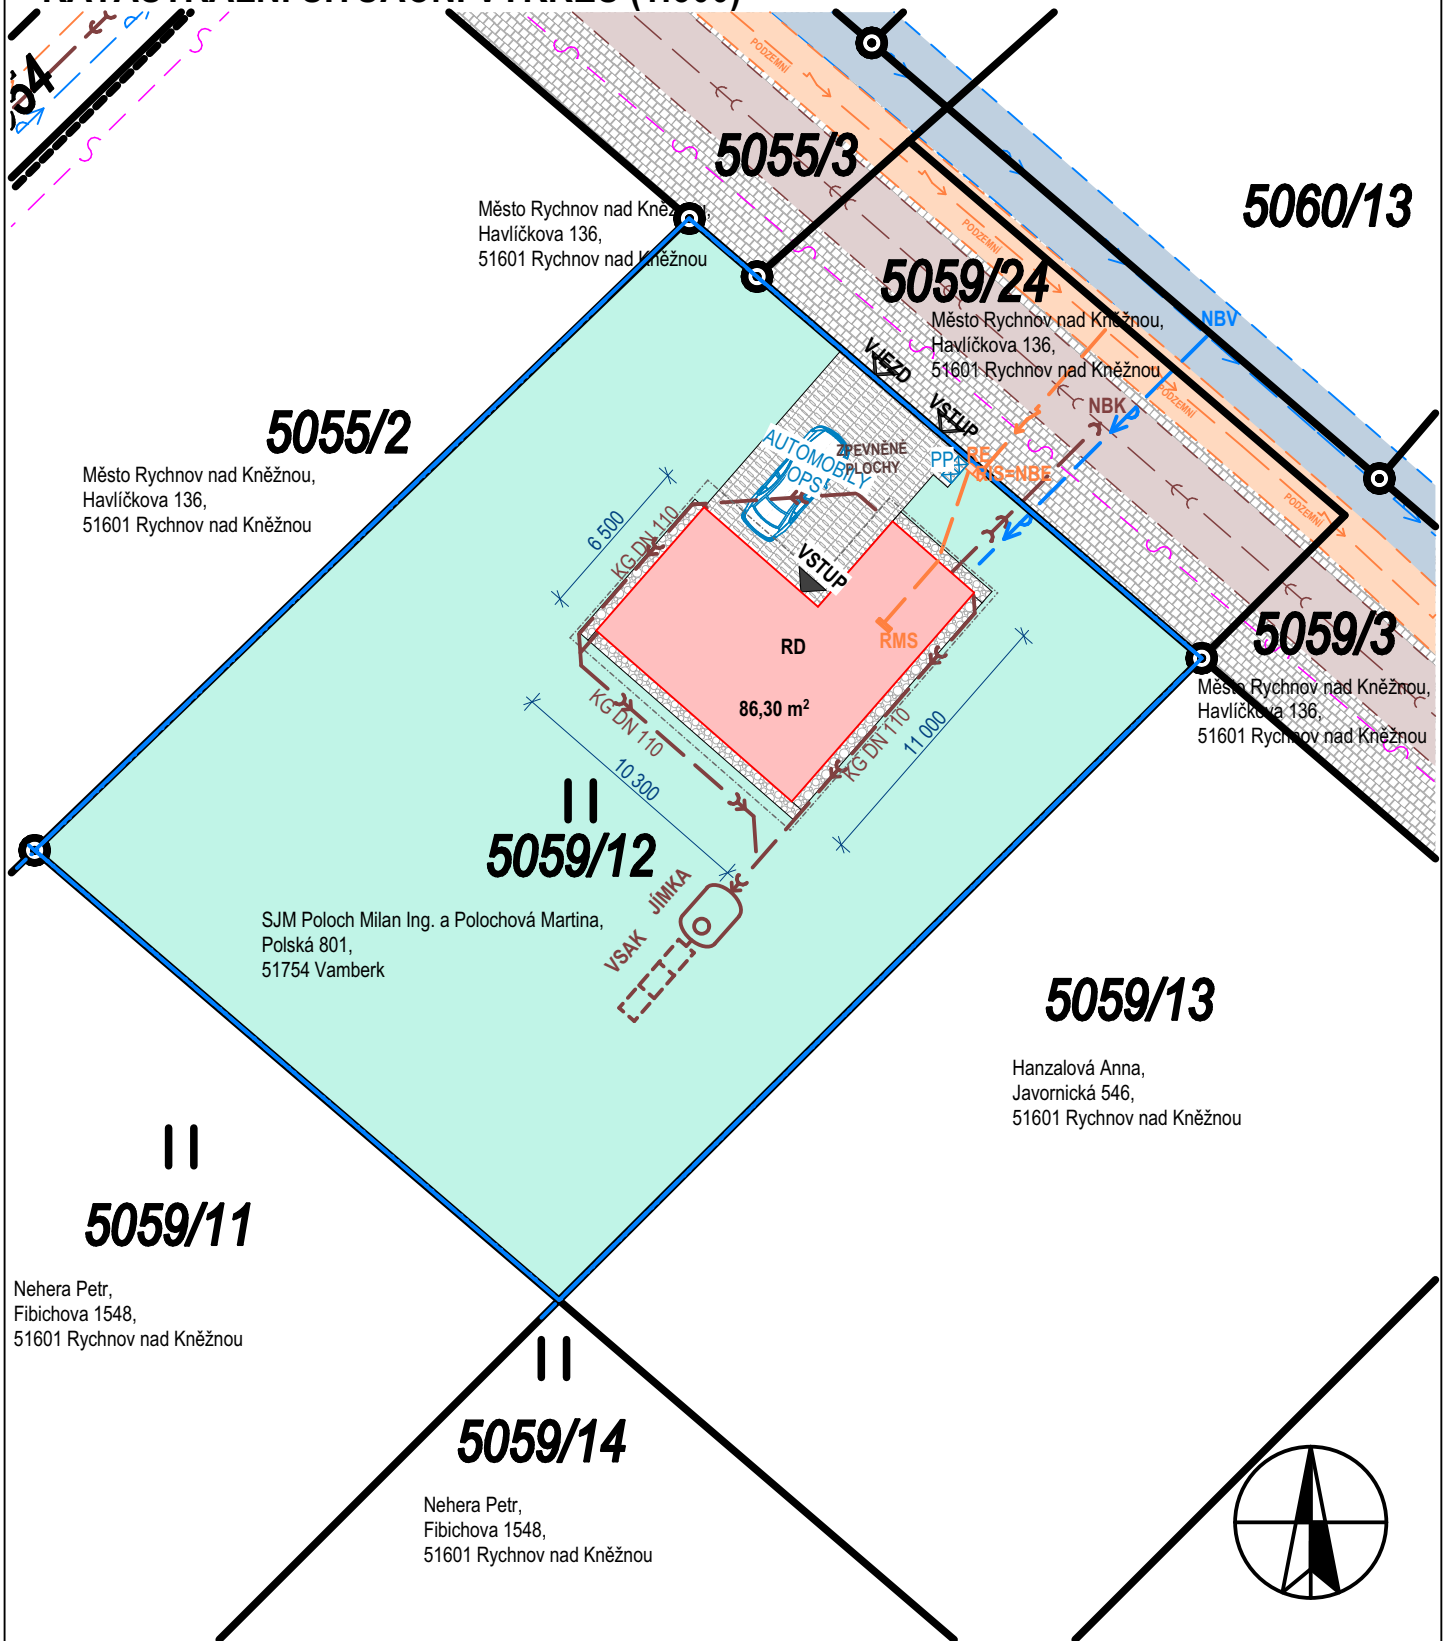 5055/3
Město Rychnov nad Kněž
Havlíčkova 136,
51601 Rychnov nad Kněžnou
5060/13
PODZEMNÍ
PODZEMNÍ
PODZEMNÍ
PODZEMNÍ
5059/24
Město Rychnov nad Kněžnou,
Havlíčkova 136,
51601 Rychnov nad Kněžnou
NBV
NBK
VJEZD
VSTUP
5055/2
Město Rychnov nad Kněžnou,
Havlíčkova 136,
51601 Rychnov nad Kněžnou
AUTOMOBILY
"OPS"
ZPEVNĚNÉ
PLOCHY
PP
RE
RIS=NBE
6 500
KG DN 110
VSTUP
RD
RMS
86,30 m²
KG DN 110
KG DN 110
11 000
10 300
5059/3
Město Rychnov nad Kněžnou,
Havlíčkova 136,
51601 Rychnov nad Kněžnou
5059/12
SJM Poloch Milan Ing. a Polochová Martina,
Polská 801,
51754 Vamberk
JÍMKA
VSAK
5059/13
Hanzalová Anna,
Javornická 546,
51601 Rychnov nad Kněžnou
5059/11
Nehera Petr,
Fibichova 1548,
51601 Rychnov nad Kněžnou
5059/14
Nehera Petr,
Fibichova 1548,
51601 Rychnov nad Kněžnou